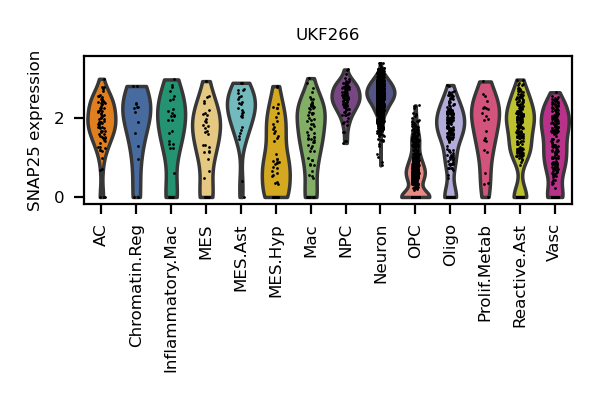 UKF266
SNAP25 expression
2
0
AC
Chromatin.Reg
Inflammatory.Mac
MES
MES.Ast
MES.Hyp
Mac
NPC
Neuron
OPC
Oligo
Prolif.Metab
Reactive.Ast
Vasc